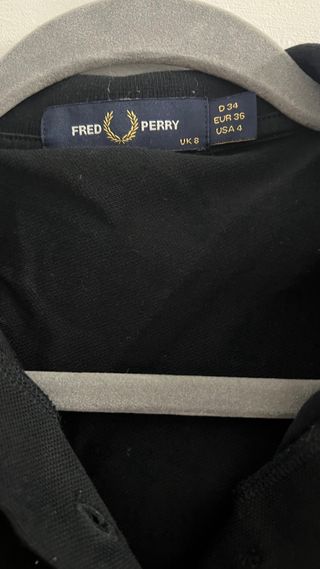 FRED PERRY
UK 8
D 34
EUR 36
USA 4